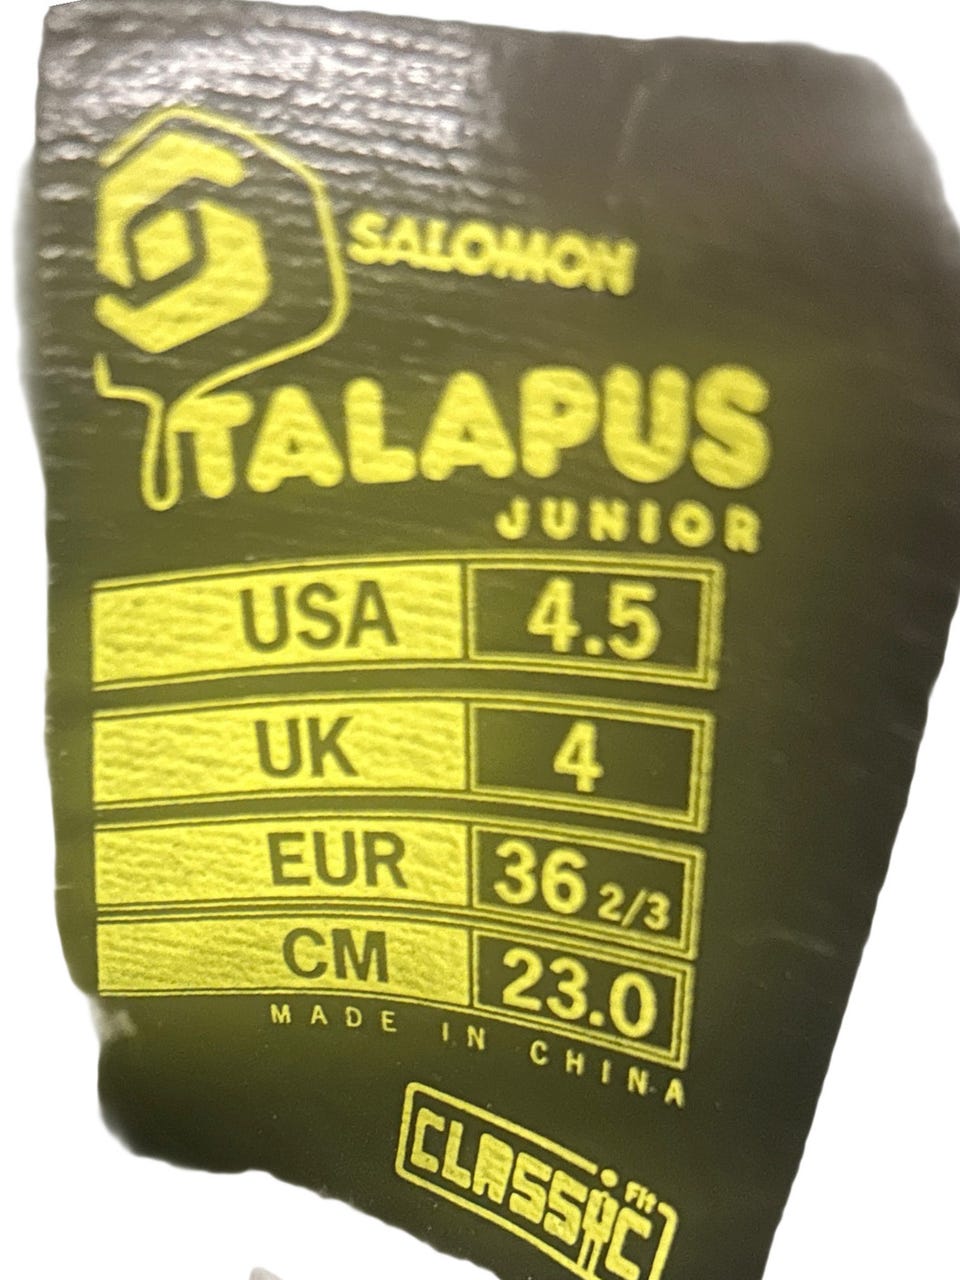 SALOMON
TALAPUS
JUNIOR
USA 4.5
UK 4
EUR 36 2/3
CM 23.0
MADE IN CHINA
CLASSIC Fit